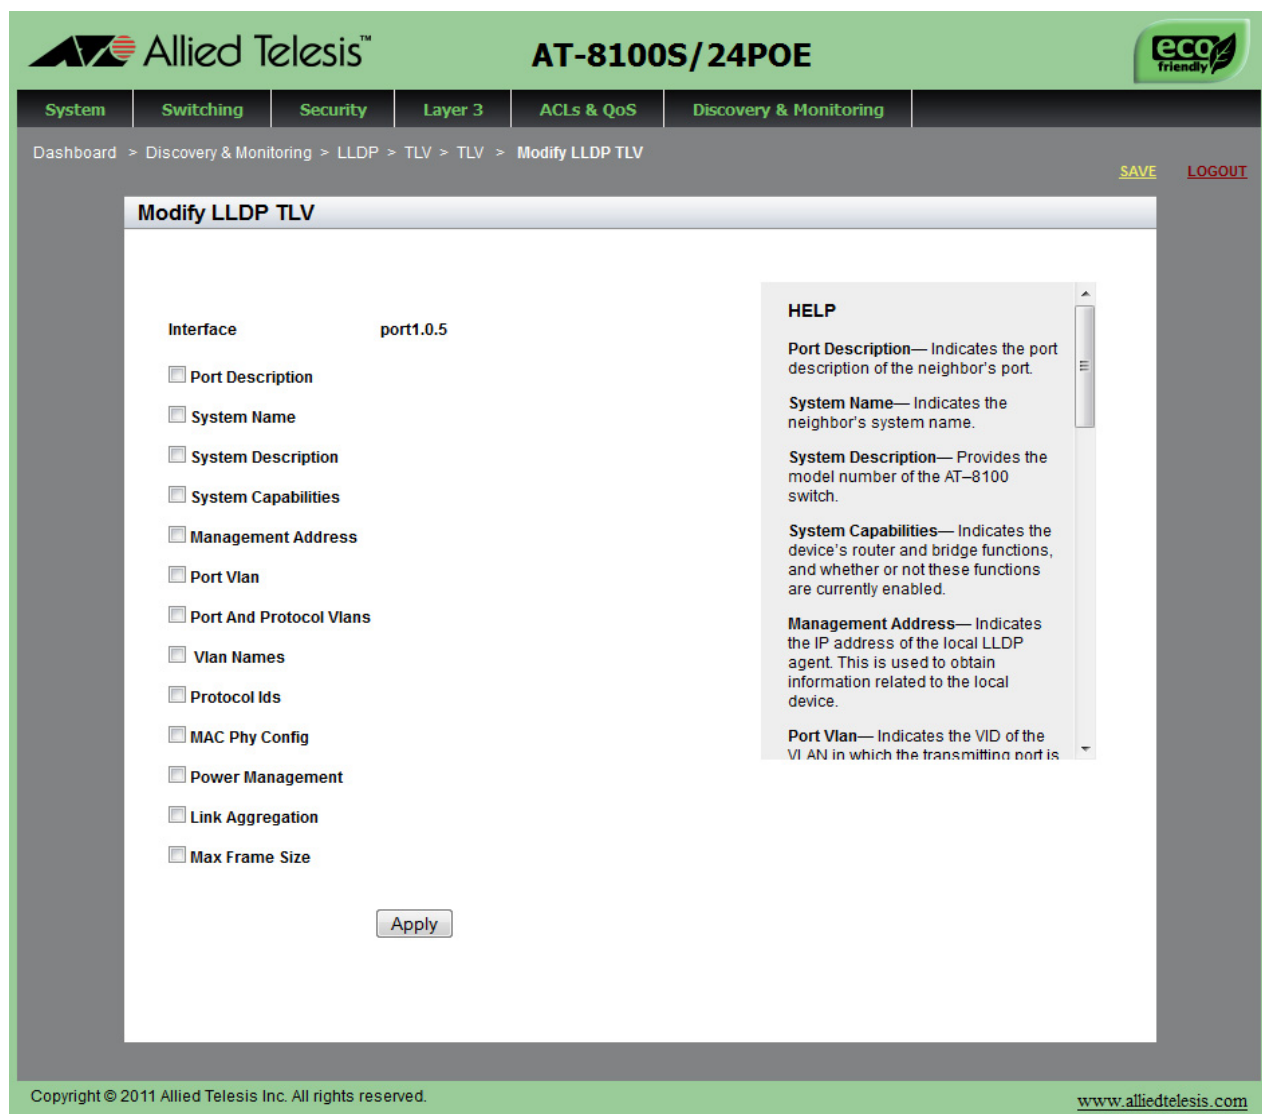 Allied Telesis™
AT-8100S/24POE
eco friendly
System Switching Security Layer 3 ACLs & QoS Discovery & Monitoring
Dashboard > Discovery & Monitoring > LLDP > TLV > TLV > Modify LLDP TLV
SAVE LOGOUT
Modify LLDP TLV
Interface port1.0.5
Port Description
System Name
System Description
System Capabilities
Management Address
Port Vlan
Port And Protocol Vlans
Vlan Names
Protocol Ids
MAC Phy Config
Power Management
Link Aggregation
Max Frame Size
Apply
HELP
Port Description— Indicates the port
description of the neighbor's port.
System Name— Indicates the
neighbor's system name.
System Description— Provides the
model number of the AT–8100
switch.
System Capabilities— Indicates the
device's router and bridge functions,
and whether or not these functions
are currently enabled.
Management Address— Indicates
the IP address of the local LLDP
agent. This is used to obtain
information related to the local
device.
Port Vlan— Indicates the VID of the
VLAN in which the transmitting port is
Copyright © 2011 Allied Telesis Inc. All rights reserved.
www.alliedtelesis.com